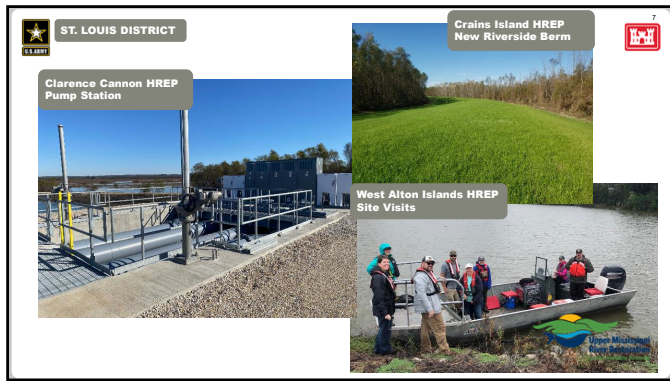 7
U.S.ARMY
ST. LOUIS DISTRICT
Crains Island HREP
New Riverside Berm
Clarence Cannon HREP
Pump Station
West Alton Islands HREP
Site Visits
Upper Mississippi
River Restoration